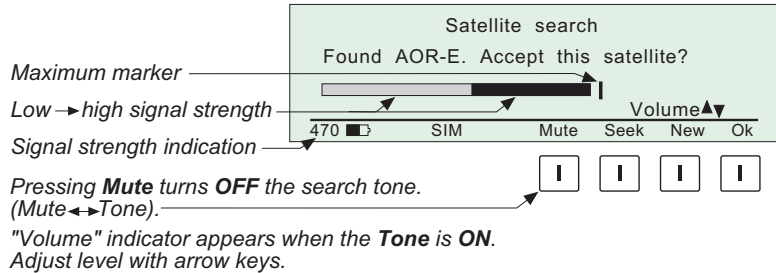 Satellite search
Found AOR-E. Accept this satellite?
Maximum marker
Low → high signal strength
Volume▲▼
470 SIM Mute Seek New Ok
Signal strength indication
Pressing Mute turns OFF the search tone.
(Mute↔Tone).
"Volume" indicator appears when the Tone is ON.
Adjust level with arrow keys.